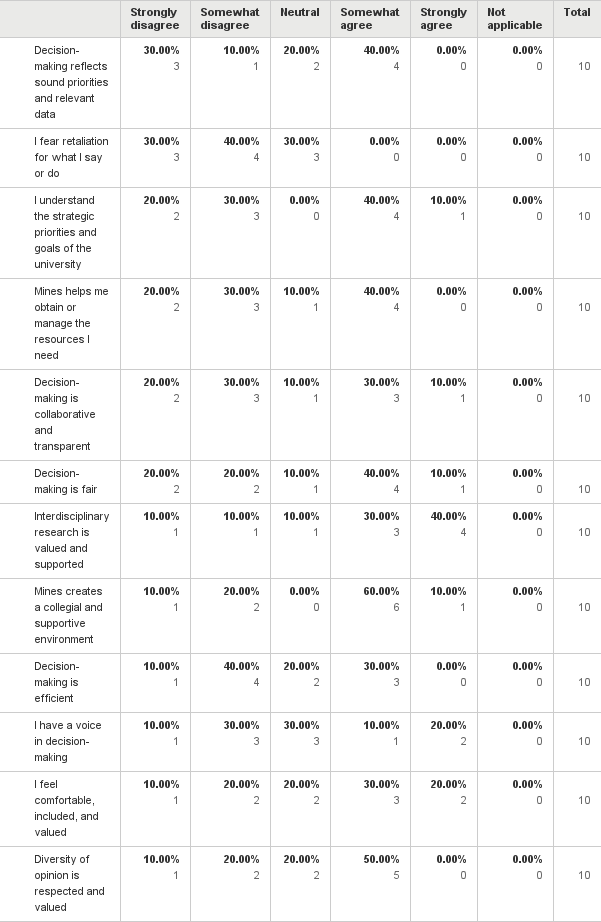 Strongly disagree Somewhat disagree Neutral Somewhat agree Strongly agree Not applicable Total
Decision- 30.00% 10.00% 20.00% 40.00% 0.00% 0.00%
making reflects 3 1 2 4 0 0 10
sound priorities
and relevant
data
I fear retaliation 30.00% 40.00% 30.00% 0.00% 0.00% 0.00%
for what I say 3 4 3 0 0 0 10
or do
I understand 20.00% 30.00% 0.00% 40.00% 10.00% 0.00%
the strategic 2 3 0 4 1 0 10
priorities and
goals of the
university
Mines helps me 20.00% 30.00% 10.00% 40.00% 0.00% 0.00%
obtain or 2 3 1 4 0 0 10
manage the
resources I
need
Decision- 20.00% 30.00% 10.00% 30.00% 10.00% 0.00%
making is 2 3 1 3 1 0 10
collaborative
and
transparent
Decision- 20.00% 20.00% 10.00% 40.00% 10.00% 0.00%
making is fair 2 2 1 4 1 0 10
Interdisciplinary 10.00% 10.00% 10.00% 30.00% 40.00% 0.00%
research is 1 1 1 3 4 0 10
valued and
supported
Mines creates 10.00% 20.00% 0.00% 60.00% 10.00% 0.00%
a collegial and 1 2 0 6 1 0 10
supportive
environment
Decision- 10.00% 40.00% 20.00% 30.00% 0.00% 0.00%
making is 1 4 2 3 0 0 10
efficient
I have a voice 10.00% 30.00% 30.00% 10.00% 20.00% 0.00%
in decision- 1 3 3 1 2 0 10
making
I feel 10.00% 20.00% 20.00% 30.00% 20.00% 0.00%
comfortable, 1 2 2 3 2 0 10
included, and
valued
Diversity of 10.00% 20.00% 20.00% 50.00% 0.00% 0.00%
opinion is 1 2 2 5 0 0 10
respected and
valued